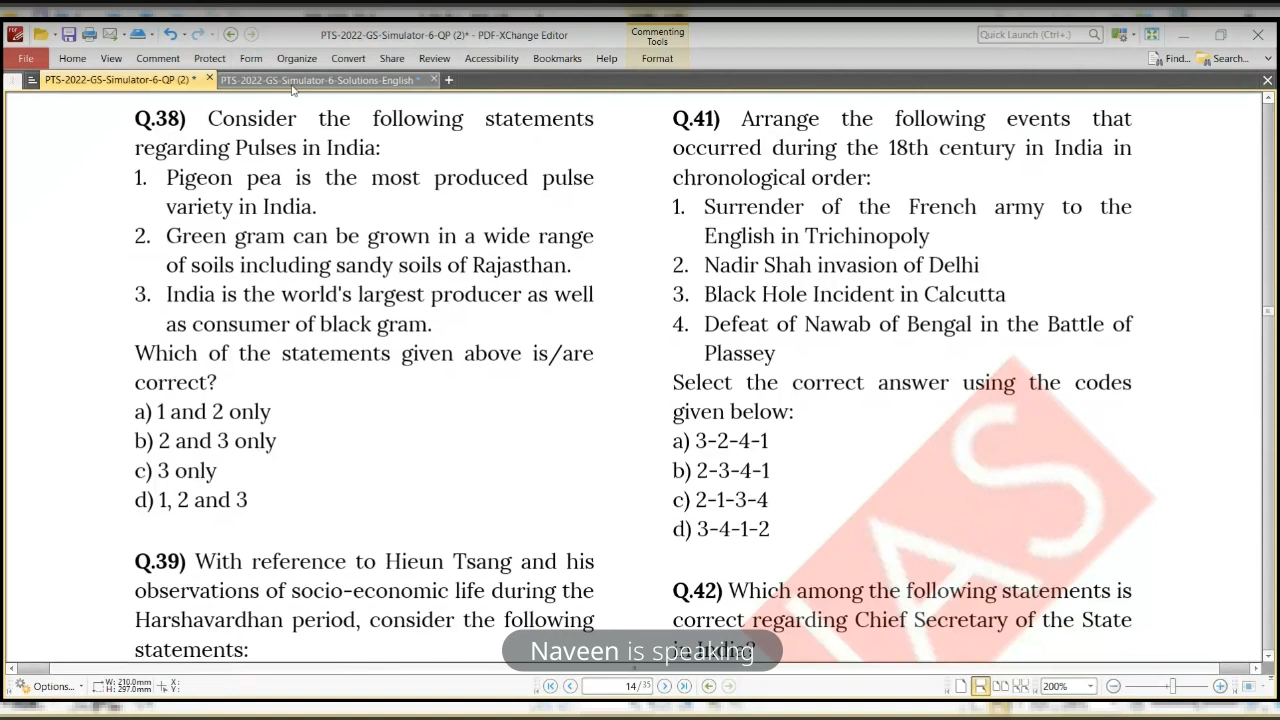 PTS-2022-GS-Simulator-6-QP (2)* - PDF-XChange Editor
Commenting Tools
Quick Launch (Ctrl+.)
File Home View Comment Protect Form Organize Convert Share Review Accessibility Bookmarks Help Format Find... Search...
PTS-2022-GS-Simulator-6-QP (2) * PTS-2022-GS-Simulator-6-Solutions-English *
Q.38) Consider the following statements
regarding Pulses in India:
1. Pigeon pea is the most produced pulse
variety in India.
2. Green gram can be grown in a wide range
of soils including sandy soils of Rajasthan.
3. India is the world's largest producer as well
as consumer of black gram.
Which of the statements given above is/are
correct?
a) 1 and 2 only
b) 2 and 3 only
c) 3 only
d) 1, 2 and 3
Q.39) With reference to Hieun Tsang and his
observations of socio-economic life during the
Harshavardhan period, consider the following
statements:
Q.41) Arrange the following events that
occurred during the 18th century in India in
chronological order:
1. Surrender of the French army to the
English in Trichinopoly
2. Nadir Shah invasion of Delhi
3. Black Hole Incident in Calcutta
4. Defeat of Nawab of Bengal in the Battle of
Plassey
Select the correct answer using the codes
given below:
a) 3-2-4-1
b) 2-3-4-1
c) 2-1-3-4
d) 3-4-1-2
Q.42) Which among the following statements is
correct regarding Chief Secretary of the State
in India?
IAS
Naveen is speaking
Options... W: 210.0mm H: 297.0mm X: Y: 14/35 200%